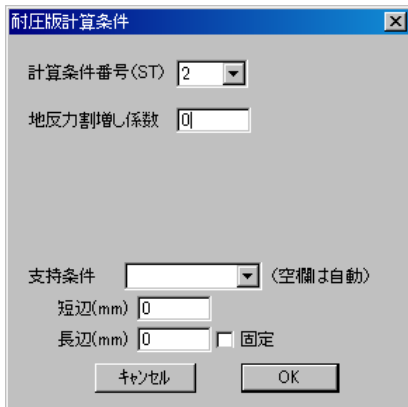 耐圧版計算条件
計算条件番号(ST) 2
地反力割増し係数 0
支持条件 (空欄は自動)
短辺(mm) 0
長辺(mm) 0 固定
キャンセル OK